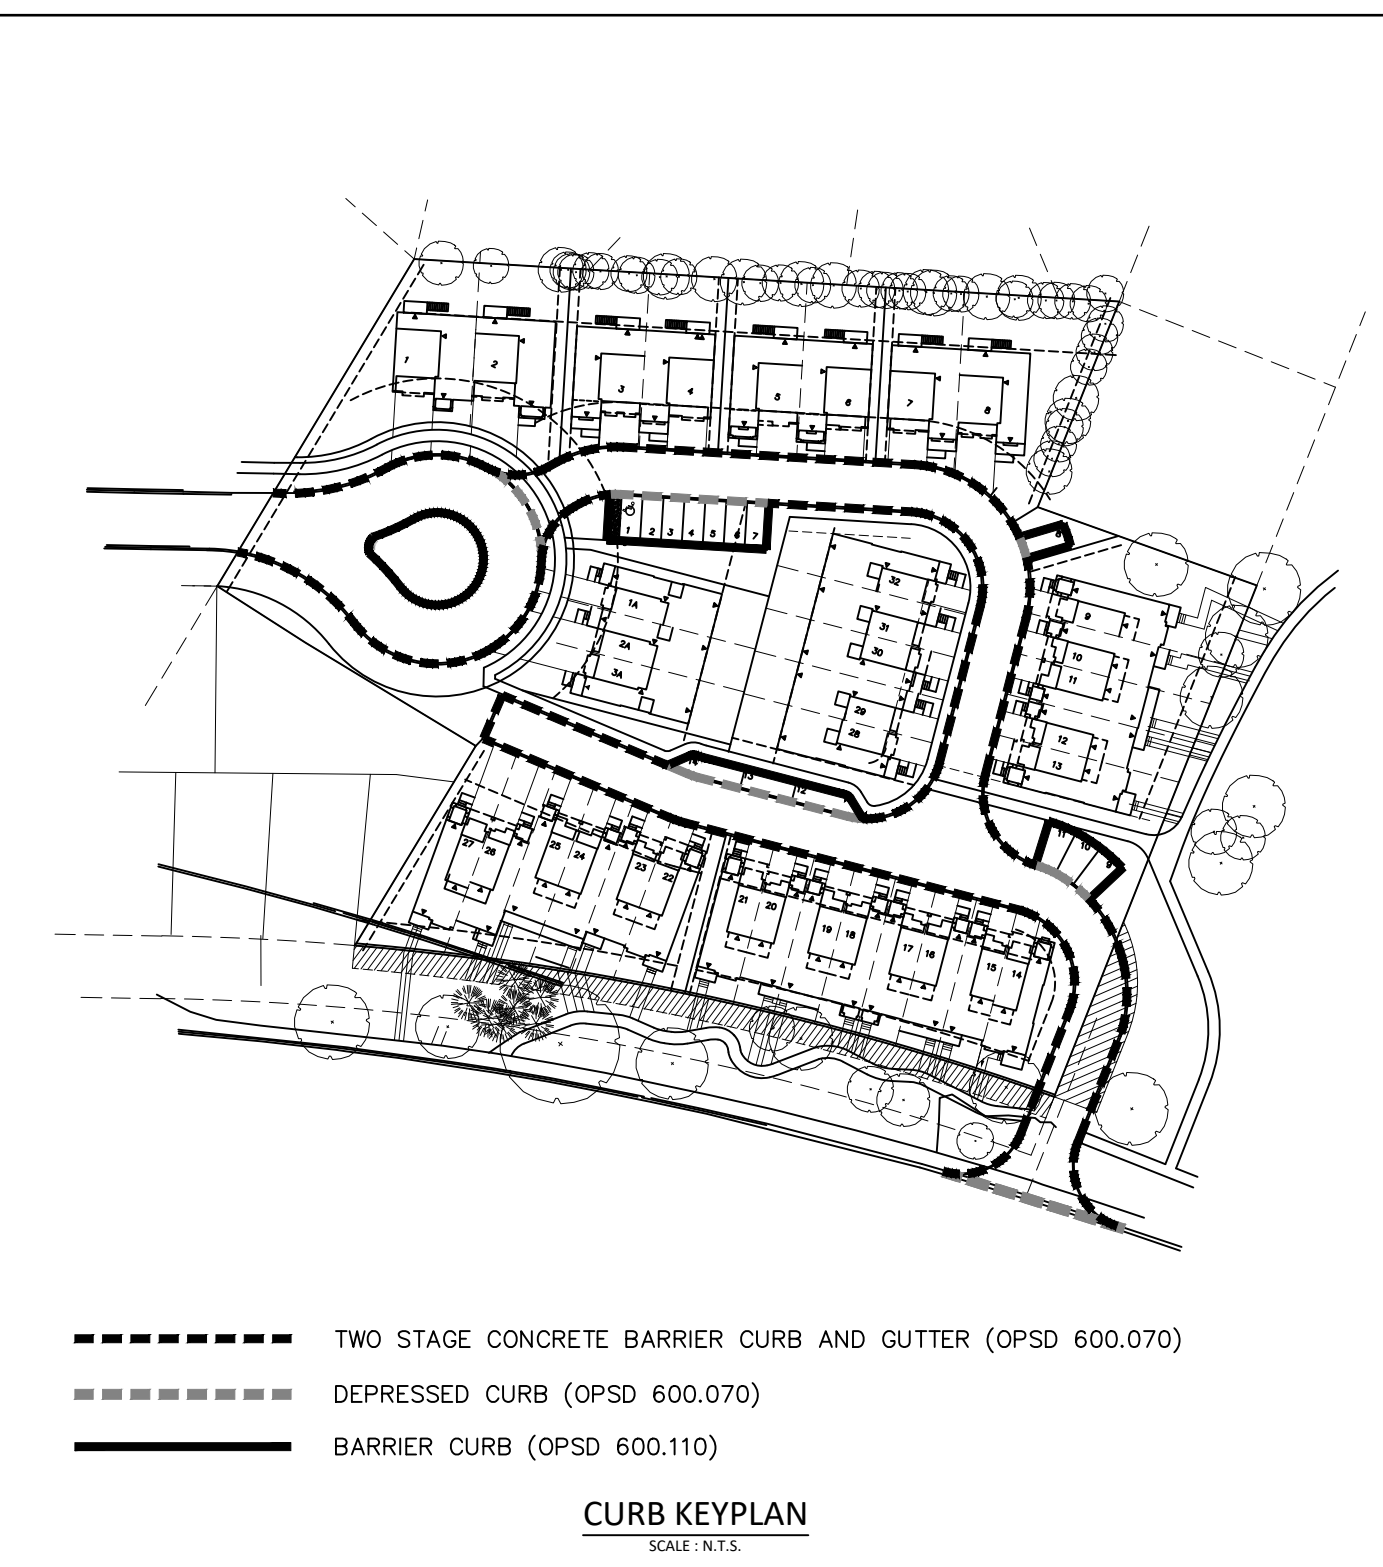 1
2
3
4
5
6
7
8
1 2 3 4 5 6 7
8
32
31
30
29
28
1A
2A
3A
9
10
11
12
13
14 13 12
11 10 9
27 26
25 24
23 22
21 20
19 18
17 16
15 14
TWO STAGE CONCRETE BARRIER CURB AND GUTTER (OPSD 600.070)
DEPRESSED CURB (OPSD 600.070)
BARRIER CURB (OPSD 600.110)
CURB KEYPLAN
SCALE : N.T.S.